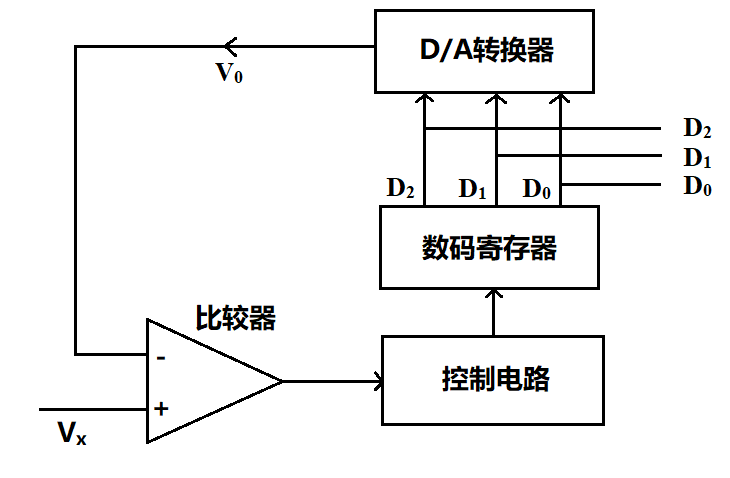 D/A转换器
V₀
D₂
D₁
D₀
D₂ D₁ D₀
数码寄存器
比较器
-
+
Vₓ
控制电路